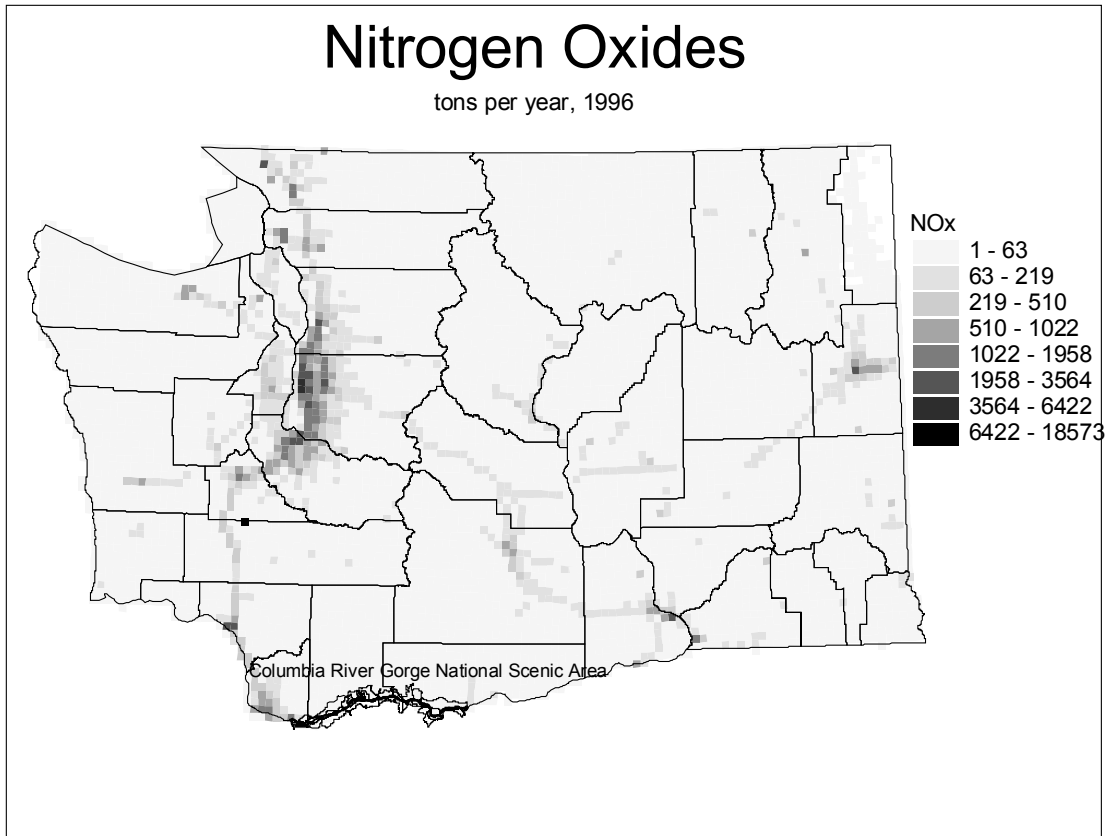 Nitrogen Oxides
tons per year, 1996
NOx
1 - 63
63 - 219
219 - 510
510 - 1022
1022 - 1958
1958 - 3564
3564 - 6422
6422 - 18573
Columbia River Gorge National Scenic Area